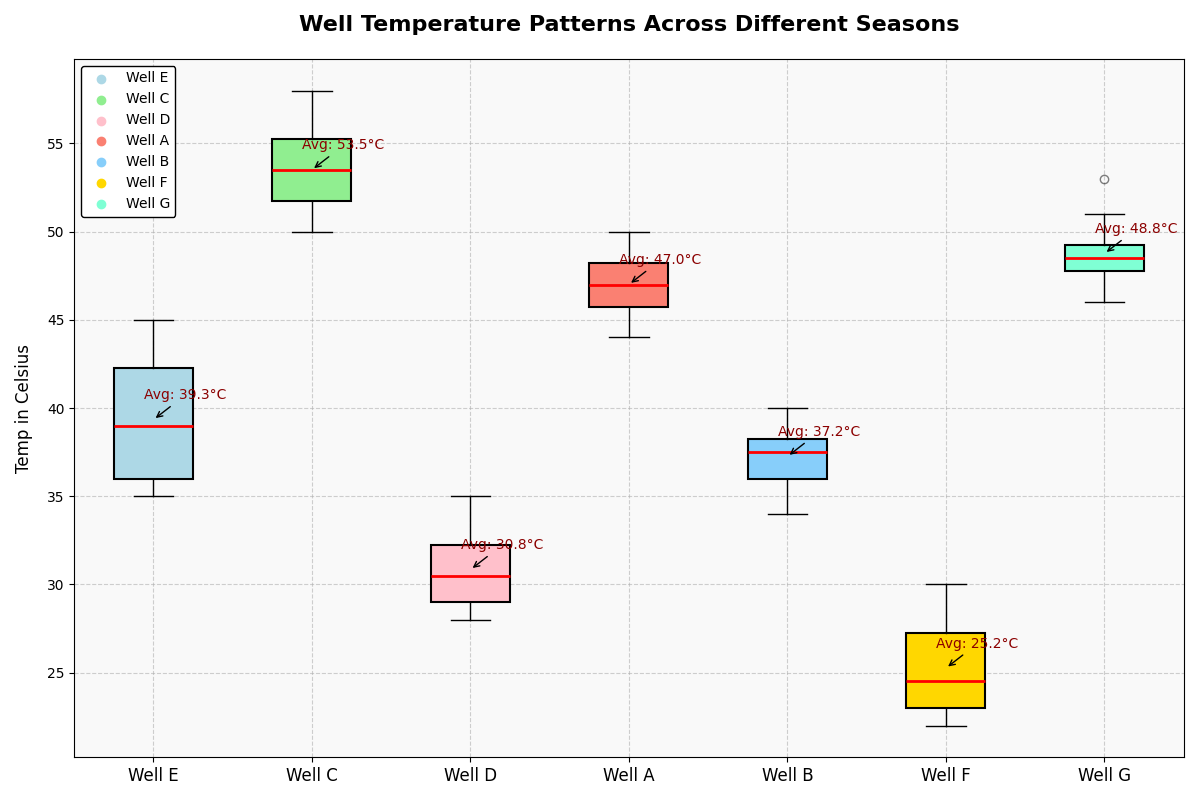 Well Temperature Patterns Across Different Seasons
Well E
Well C
Well D
Well A
Well B
Well F
Well G
Temp in Celsius
55
50
45
40
35
30
25
Avg: 39.3°C
Avg: 53.5°C
Avg: 30.8°C
Avg: 47.0°C
Avg: 37.2°C
Avg: 25.2°C
Avg: 48.8°C
Well E
Well C
Well D
Well A
Well B
Well F
Well G